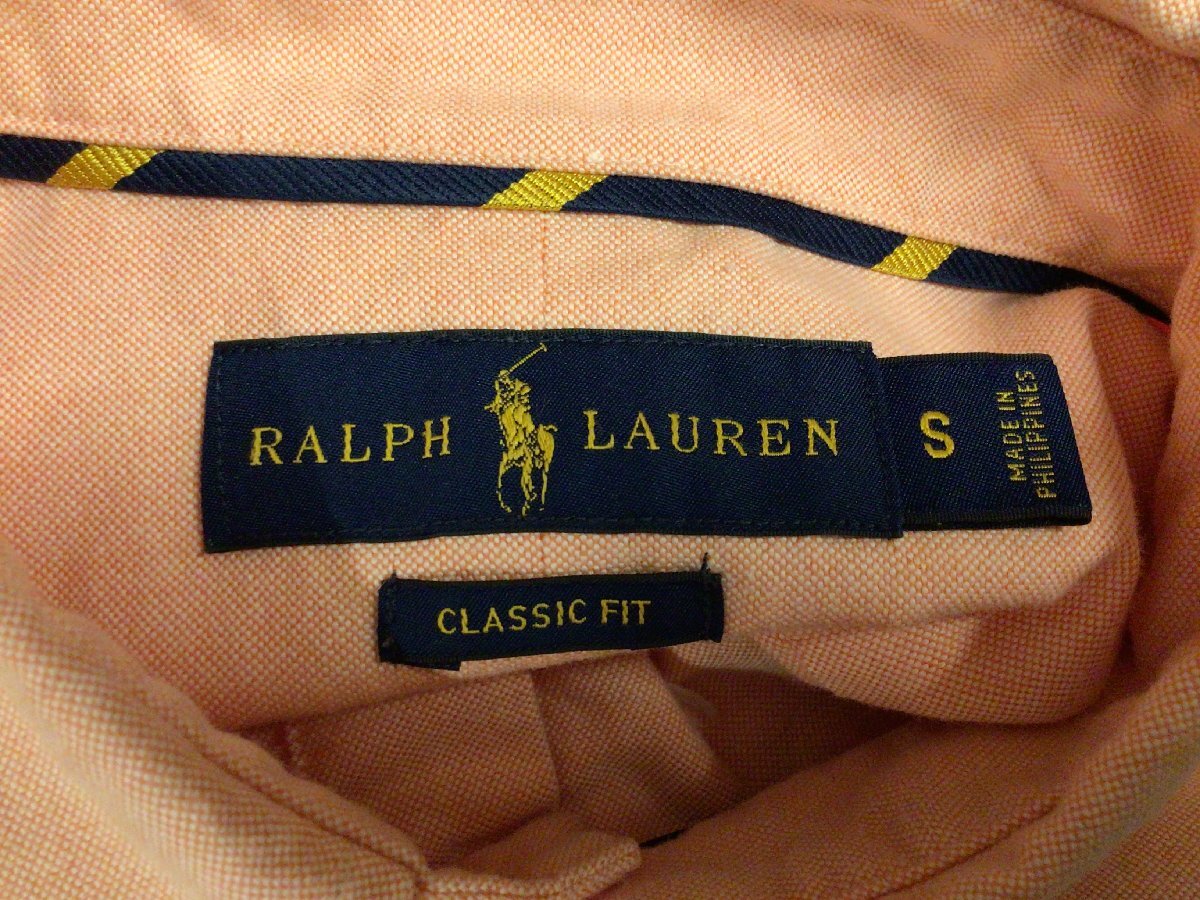 RALPH LAUREN
S
MADE IN
PHILIPPINES
CLASSIC FIT